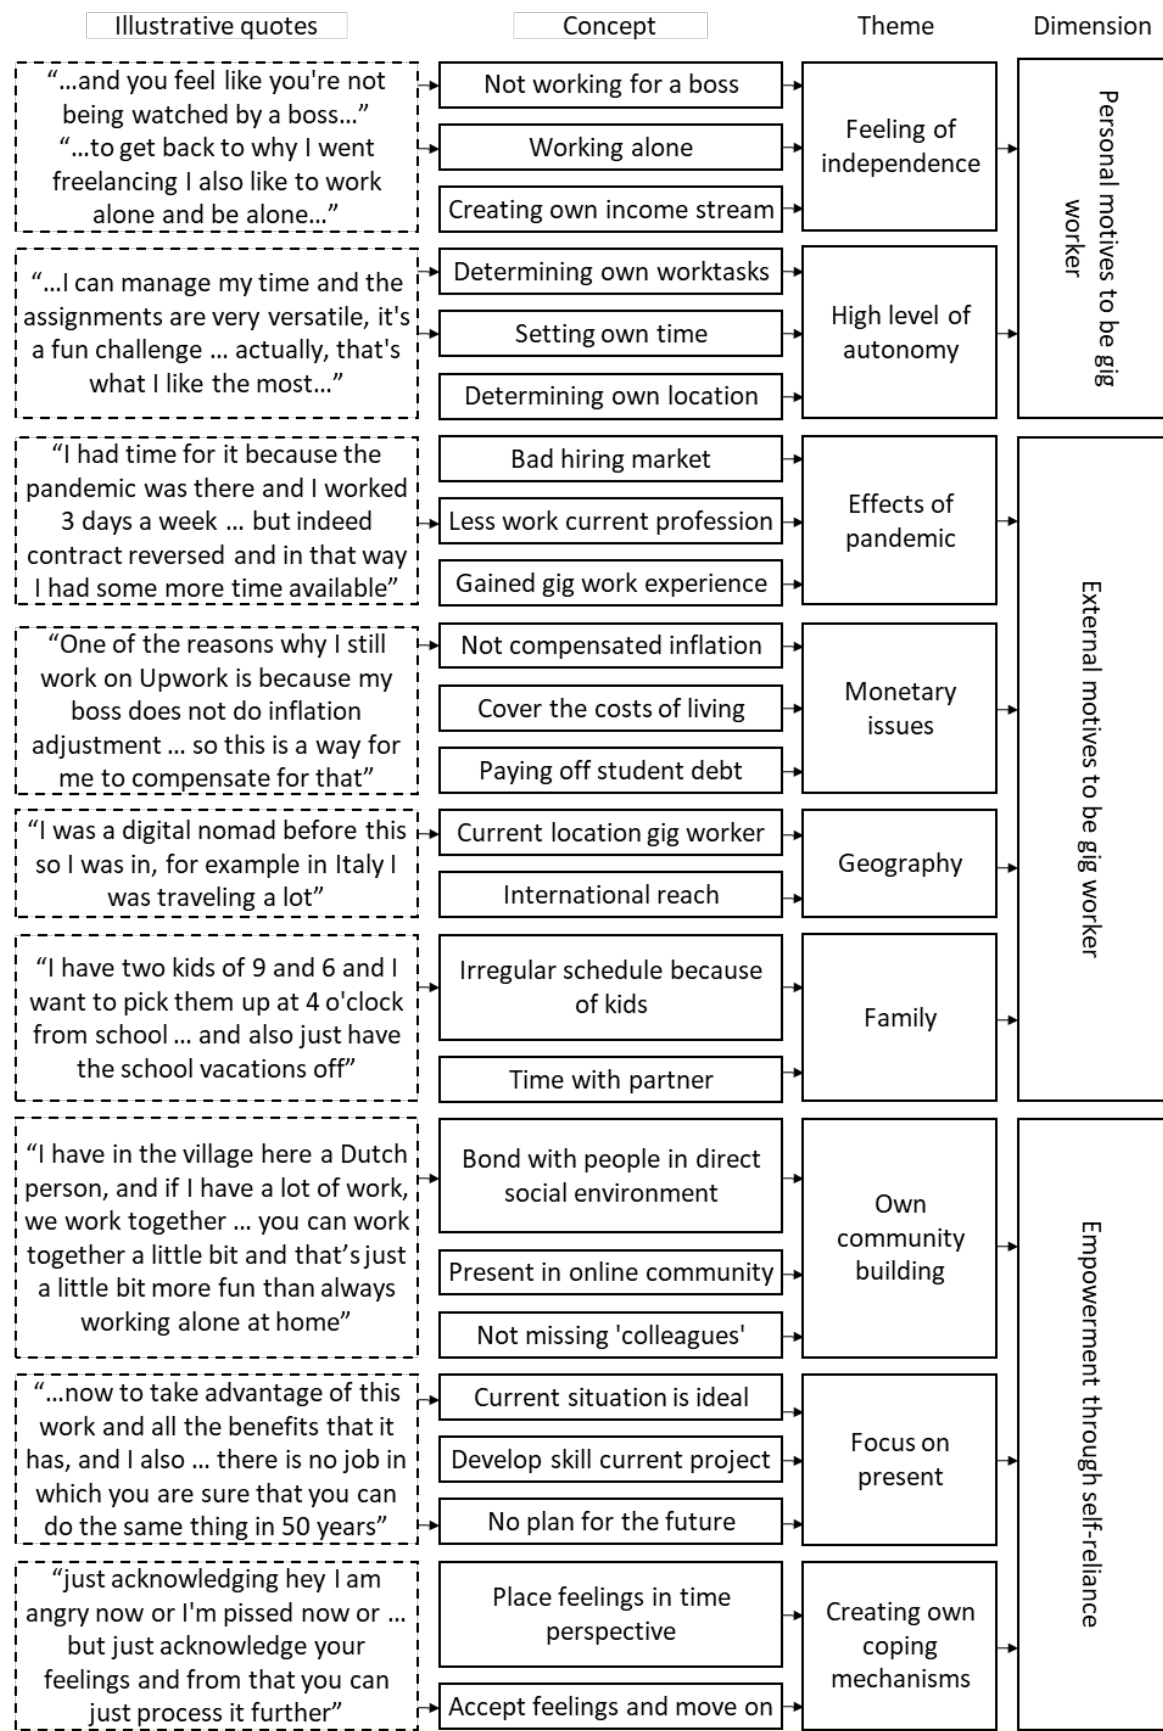 Illustrative quotes
Concept
Theme
Dimension
“...and you feel like you're not
being watched by a boss...”
“...to get back to why I went
freelancing I also like to work
alone and be alone...”
Not working for a boss
Working alone
Creating own income stream
Feeling of
independence
Personal motives to be gig
worker
“...I can manage my time and the
assignments are very versatile, it's
a fun challenge ... actually, that's
what I like the most...”
Determining own worktasks
Setting own time
Determining own location
High level of
autonomy
“I had time for it because the
pandemic was there and I worked
3 days a week ... but indeed
contract reversed and in that way
I had some more time available”
Bad hiring market
Less work current profession
Gained gig work experience
Effects of
pandemic
External motives to be gig worker
“One of the reasons why I still
work on Upwork is because my
boss does not do inflation
adjustment ... so this is a way for
me to compensate for that”
Not compensated inflation
Cover the costs of living
Paying off student debt
Monetary
issues
“I was a digital nomad before this
so I was in, for example in Italy I
was traveling a lot”
Current location gig worker
International reach
Geography
“I have two kids of 9 and 6 and I
want to pick them up at 4 o'clock
from school ... and also just have
the school vacations off”
Irregular schedule because
of kids
Time with partner
Family
“I have in the village here a Dutch
person, and if I have a lot of work,
we work together ... you can work
together a little bit and that’s just
a little bit more fun than always
working alone at home”
Bond with people in direct
social environment
Present in online community
Not missing 'colleagues'
Own
community
building
Empowerment through self-reliance
“...now to take advantage of this
work and all the benefits that it
has, and I also ... there is no job in
which you are sure that you can
do the same thing in 50 years”
Current situation is ideal
Develop skill current project
No plan for the future
Focus on
present
“just acknowledging hey I am
angry now or I'm pissed now or ...
but just acknowledge your
feelings and from that you can
just process it further”
Place feelings in time
perspective
Accept feelings and move on
Creating own
coping
mechanisms